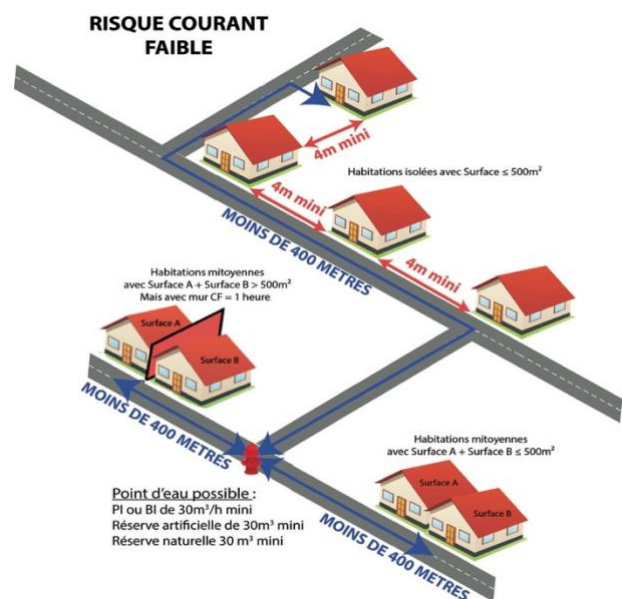 RISQUE COURANT
FAIBLE
4m mini
Habitations isolées avec Surface ≤ 500m²
4m mini
MOINS DE 400 METRES
4m mini
Habitations mitoyennes
avec Surface A + Surface B > 500m²
Mais avec mur CF = 1 heure
Surface A
Surface B
MOINS DE 400 METRES
Habitations mitoyennes
avec Surface A + Surface B ≤ 500m²
Surface A
Surface B
Point d'eau possible :
PI ou BI de 30m³/h mini
Réserve artificielle de 30m³ mini
Réserve naturelle 30 m³ mini
MOINS DE 400 METRES